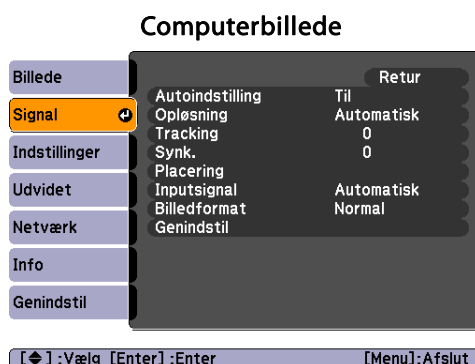 Computerbillede
Billede
Signal
Indstillinger
Udvidet
Netværk
Info
Genindstil
Retur
Autoindstilling Til
Opløsning Automatisk
Tracking 0
Synk. 0
Placering
Inputsignal Automatisk
Billedformat Normal
Genindstil
[◆] :Vælg [Enter] :Enter [Menu]:Afslut